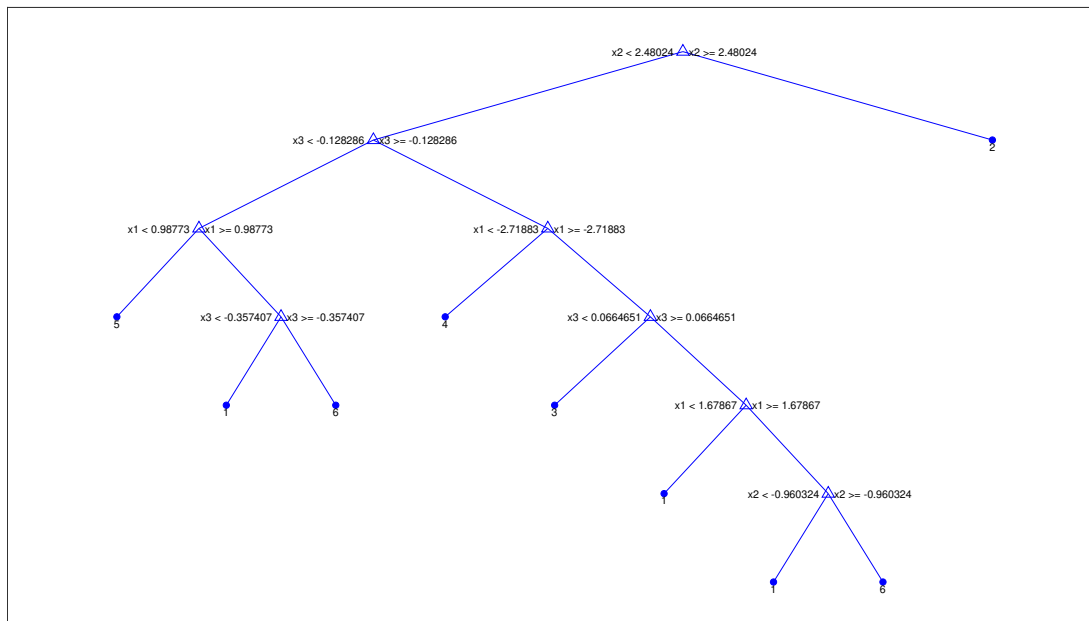 x2 < 2.48024 x2 >= 2.48024
x3 < -0.128286 x3 >= -0.128286
2
x1 < 0.98773 x1 >= 0.98773
x1 < -2.71883 x1 >= -2.71883
5
x3 < -0.357407 x3 >= -0.357407
4
x3 < 0.0664651 x3 >= 0.0664651
1
6
3
x1 < 1.67867 x1 >= 1.67867
1
x2 < -0.960324 x2 >= -0.960324
1
6